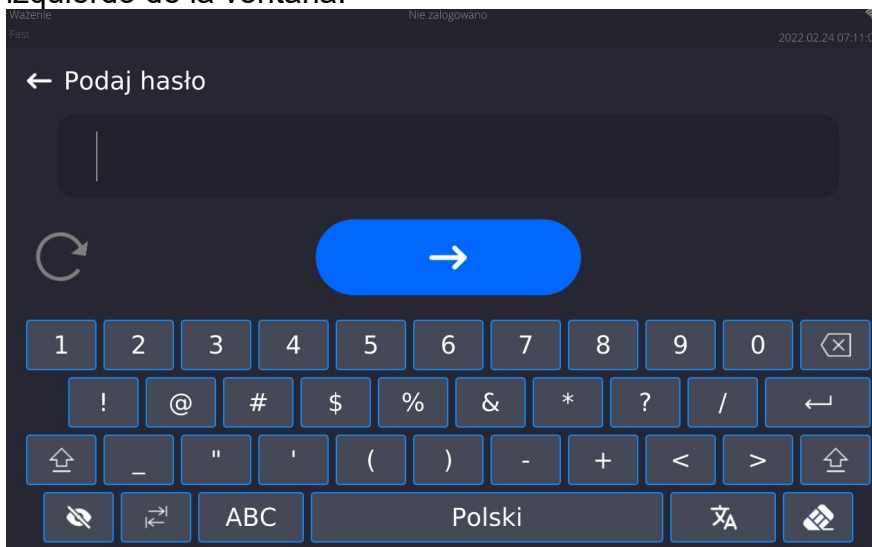 izquierdo de la ventana.
Ważenie Nie zalogowano
Fast 2022.02.24 07:11:0
← Podaj hasło
→
1 2 3 4 5 6 7 8 9 0
! @ # $ % & * ? /
_ " ' ( ) - + < >
ABC Polski